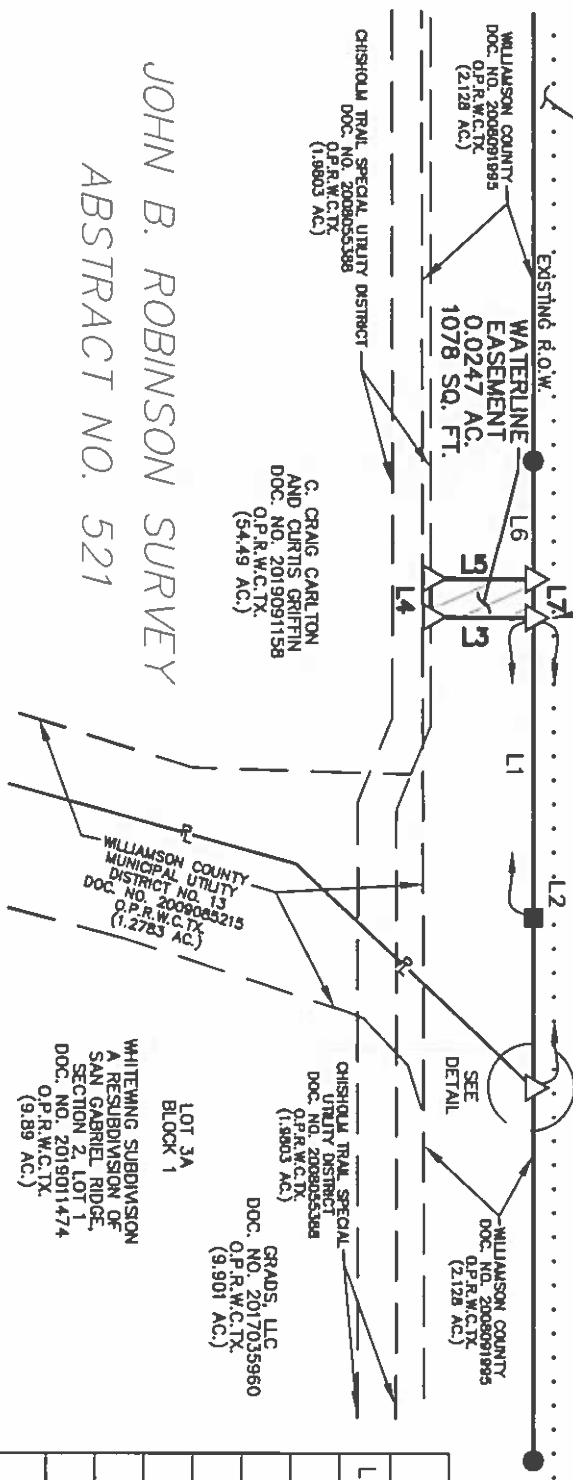 WILLIAMSON COUNTY
DOC. NO. 2008091995
O.P.R.W.C.TX.
(2.128 AC.)
EXISTING R.O.W.
WATERLINE
EASEMENT
0.0247 AC.
1078 SQ. FT.
CHISHOLM TRAIL SPECIAL UTILITY DISTRICT
DOC. NO. 2008055388
O.P.R.W.C.TX.
(1.9803 AC.)
L6
L5
L7
L4
L3
L1
L2
C. CRAIG CARLTON
AND CURTIS GRIFFIN
DOC. NO. 2019091158
O.P.R.W.C.TX.
(54.49 AC.)
JOHN B. ROBINSON SURVEY
ABSTRACT NO. 521
PL
WILLIAMSON COUNTY
MUNICIPAL UTILITY
DISTRICT NO. 13
DOC. NO. 2009085215
O.P.R.W.C.TX.
(1.2783 AC.)
PL
SEE
DETAIL
WILLIAMSON COUNTY
DOC. NO. 2008091995
O.P.R.W.C.TX.
(2.128 AC.)
CHISHOLM TRAIL SPECIAL
UTILITY DISTRICT
DOC. NO. 2008055388
O.P.R.W.C.TX.
(1.9803 AC.)
GRADS, LLC
DOC. NO. 2017035960
O.P.R.W.C.TX.
(9.901 AC.)
LOT 3A
BLOCK 1
WHITEWING SUBDIVISION
A RESUBDIVISION OF
SAN GABRIEL RIDGE,
SECTION 2, LOT 1
DOC. NO. 2019011474
O.P.R.W.C.TX.
(9.89 AC.)
L